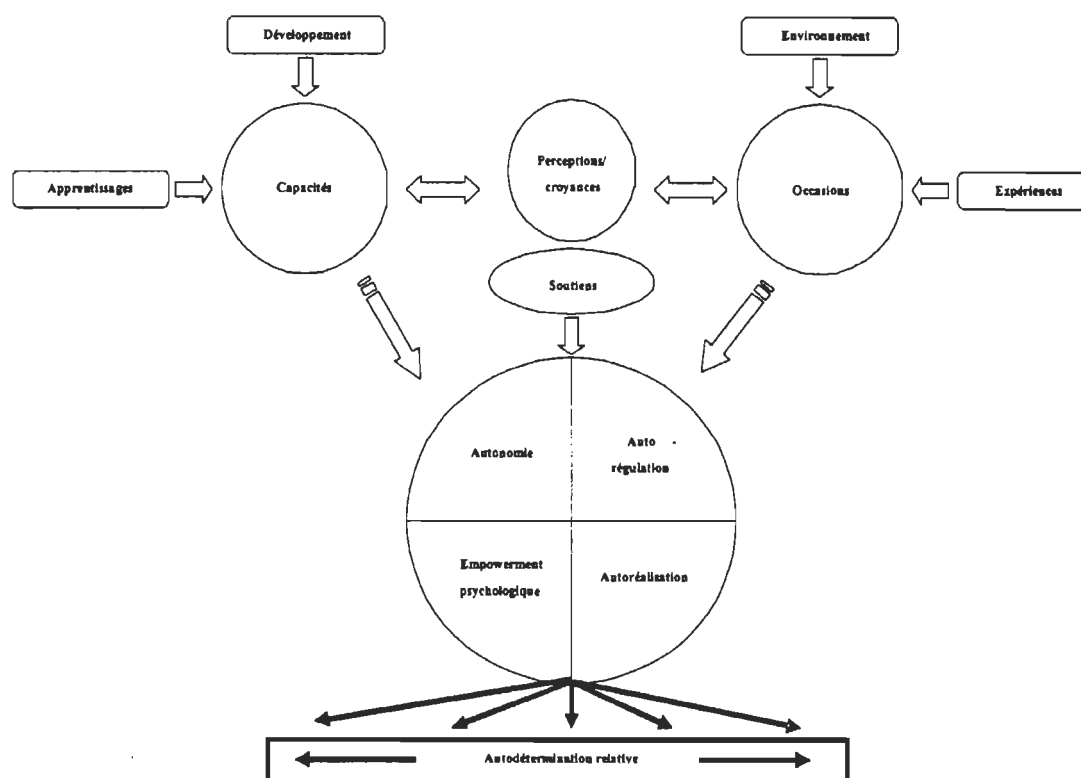 Développement
Environnement
Perceptions/
croyances
Apprentissages
Capacités
Occasions
Expériences
Soutiens
Autonomie
Auto
régulation
Empowerment
psychologique
Autoréalisation
Autodétermination relative